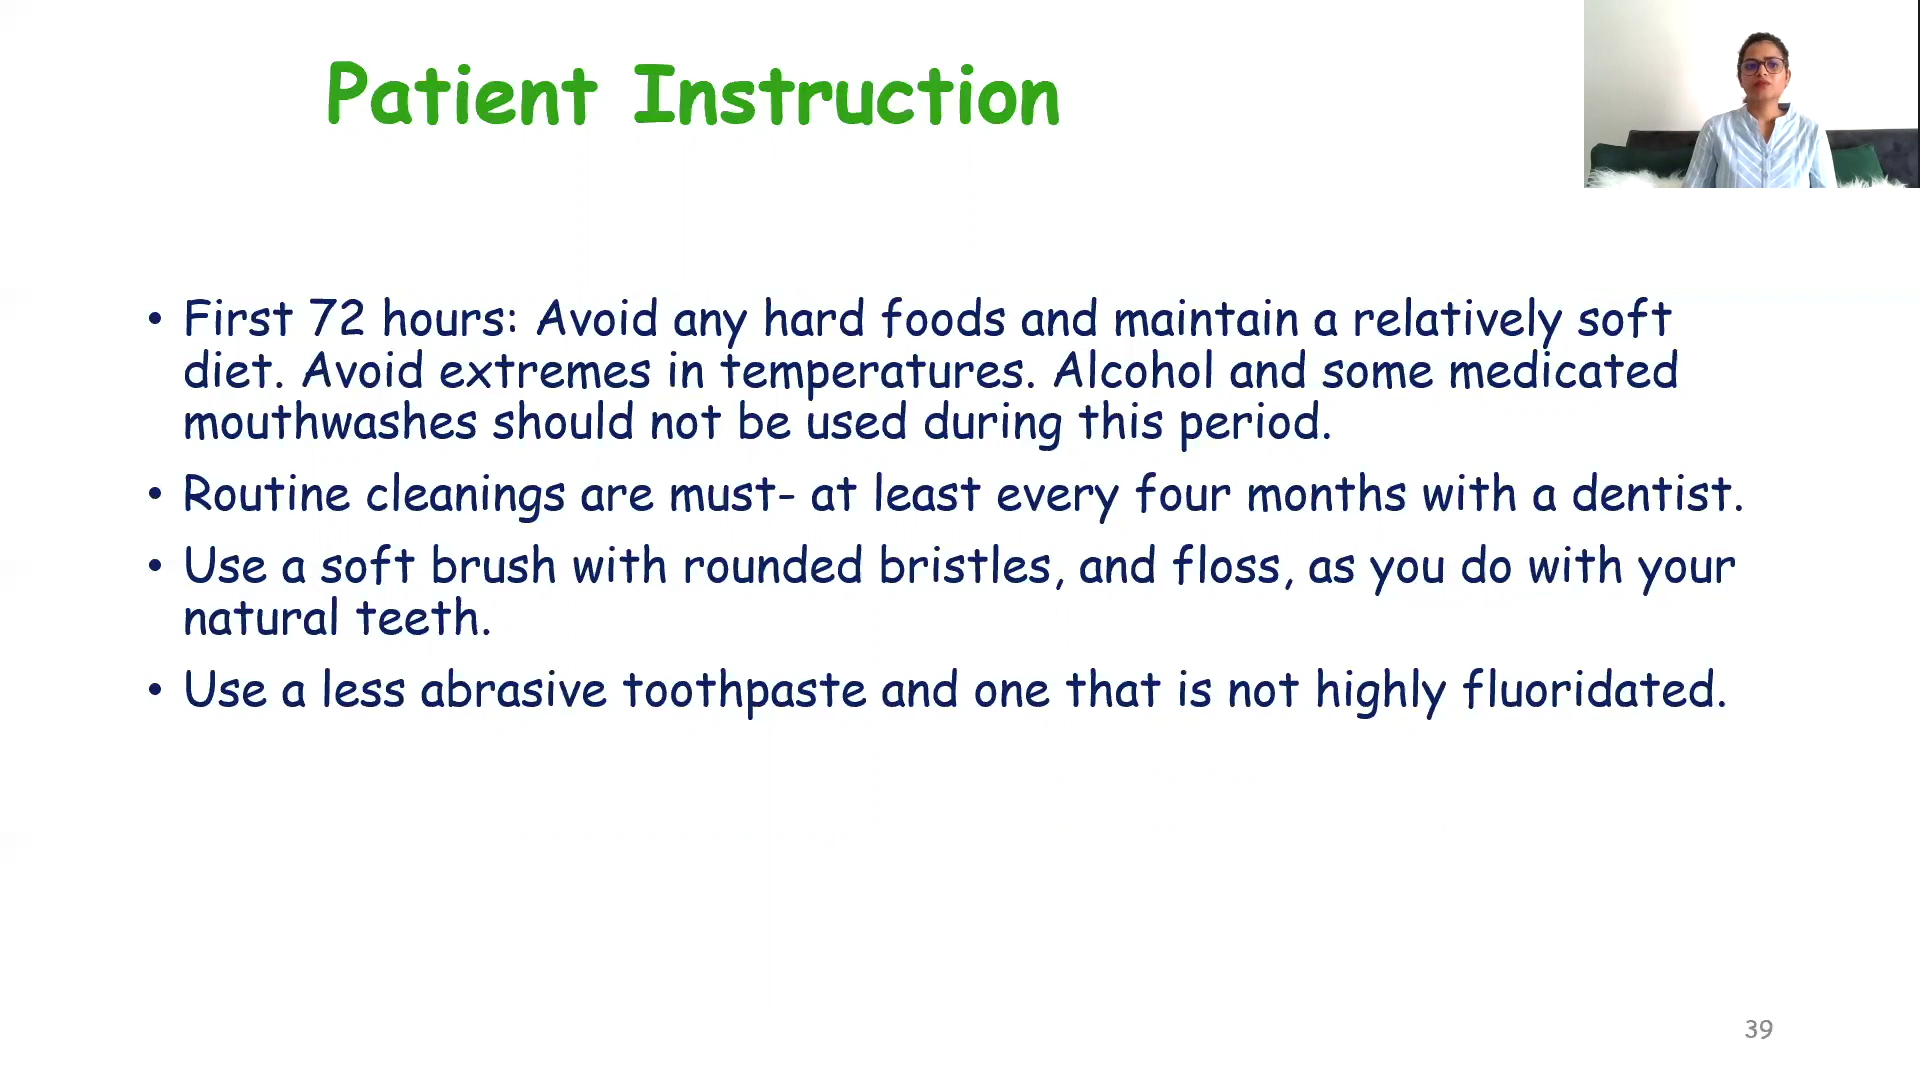 Patient Instruction
• First 72 hours: Avoid any hard foods and maintain a relatively soft
diet. Avoid extremes in temperatures. Alcohol and some medicated
mouthwashes should not be used during this period.
• Routine cleanings are must- at least every four months with a dentist.
• Use a soft brush with rounded bristles, and floss, as you do with your
natural teeth.
• Use a less abrasive toothpaste and one that is not highly fluoridated.
39